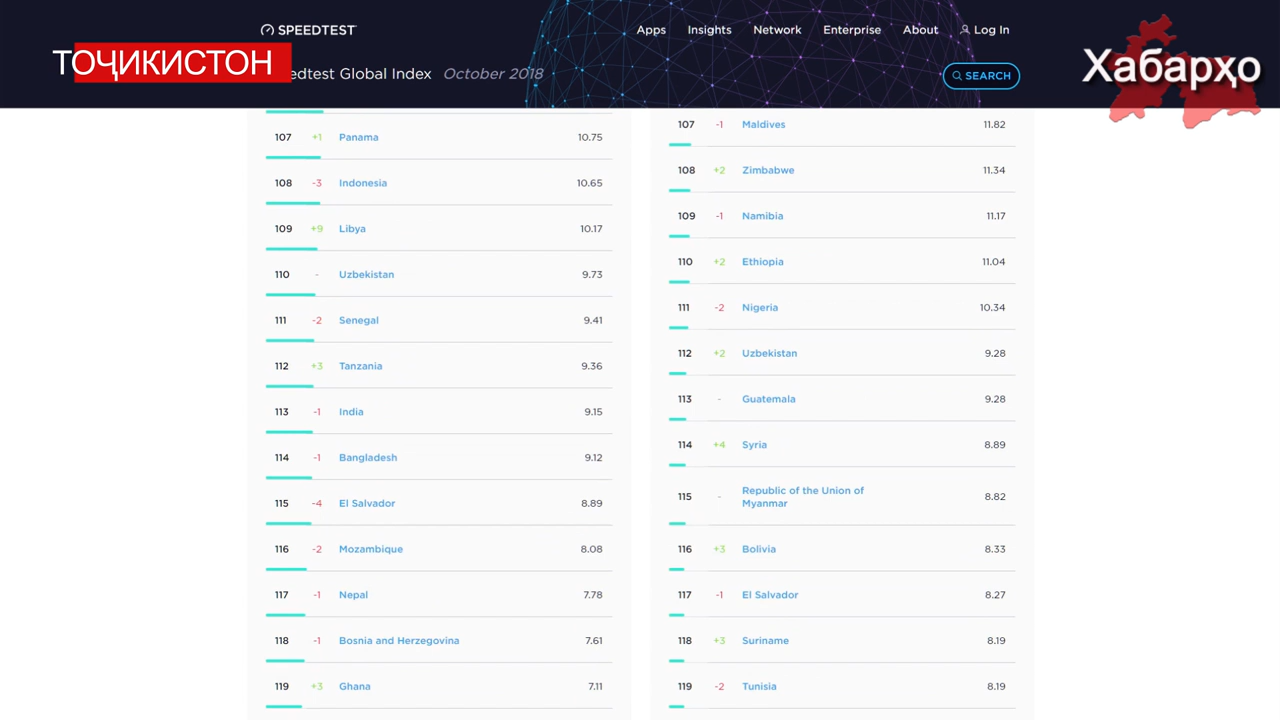 SPEEDTEST
Apps
Insights
Network
Enterprise
About
Log In
ТОҶИКИСТОН
Хабарҳо
edtest Global Index October 2018
SEARCH
107 +1 Panama 10.75
108 -3 Indonesia 10.65
109 +9 Libya 10.17
110 - Uzbekistan 9.73
111 -2 Senegal 9.41
112 +3 Tanzania 9.36
113 -1 India 9.15
114 -1 Bangladesh 9.12
115 -4 El Salvador 8.89
116 -2 Mozambique 8.08
117 -1 Nepal 7.78
118 -1 Bosnia and Herzegovina 7.61
119 +3 Ghana 7.11
107 -1 Maldives 11.82
108 +2 Zimbabwe 11.34
109 -1 Namibia 11.17
110 +2 Ethiopia 11.04
111 -2 Nigeria 10.34
112 +2 Uzbekistan 9.28
113 - Guatemala 9.28
114 +4 Syria 8.89
115 - Republic of the Union of
Myanmar 8.82
116 +3 Bolivia 8.33
117 -1 El Salvador 8.27
118 +3 Suriname 8.19
119 -2 Tunisia 8.19